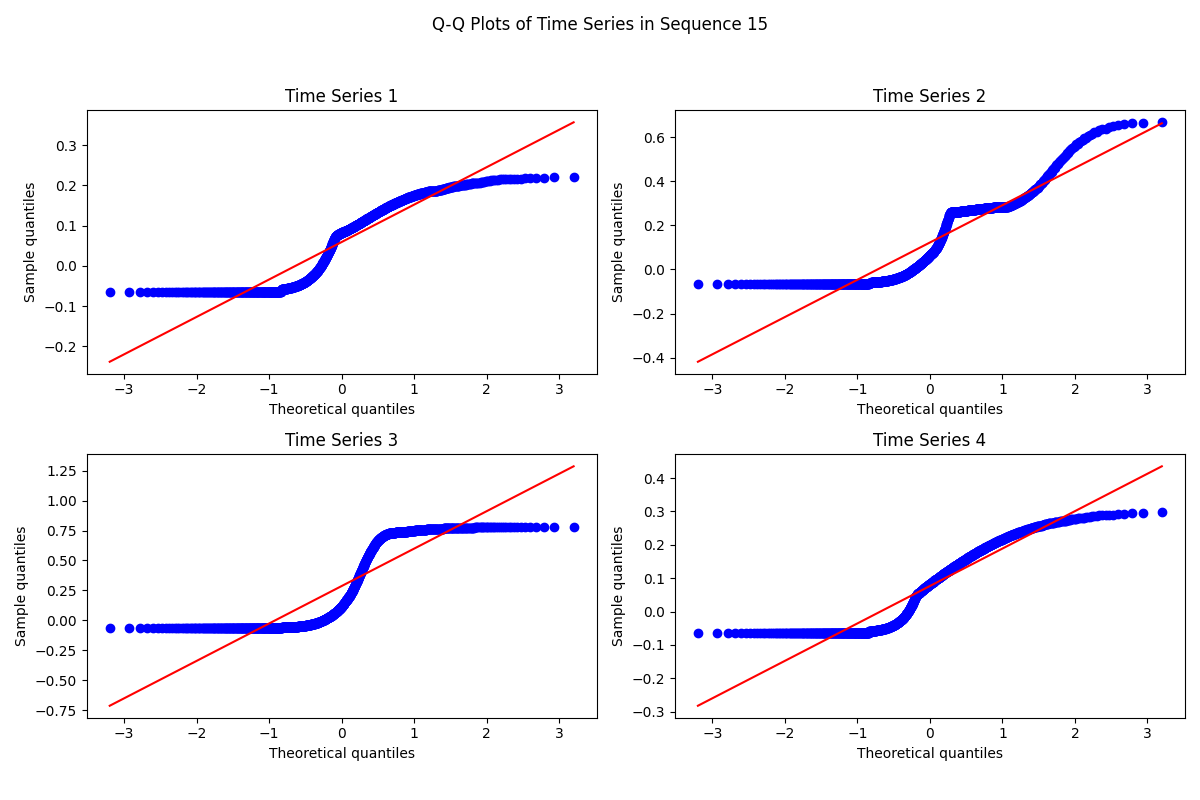 Q-Q Plots of Time Series in Sequence 15
Time Series 1
Sample quantiles
0.3
0.2
0.1
0.0
−0.1
−0.2
−3 −2 −1 0 1 2 3
Theoretical quantiles
Time Series 2
Sample quantiles
0.6
0.4
0.2
0.0
−0.2
−0.4
−3 −2 −1 0 1 2 3
Theoretical quantiles
Time Series 3
Sample quantiles
1.25
1.00
0.75
0.50
0.25
0.00
−0.25
−0.50
−0.75
−3 −2 −1 0 1 2 3
Theoretical quantiles
Time Series 4
Sample quantiles
0.4
0.3
0.2
0.1
0.0
−0.1
−0.2
−0.3
−3 −2 −1 0 1 2 3
Theoretical quantiles